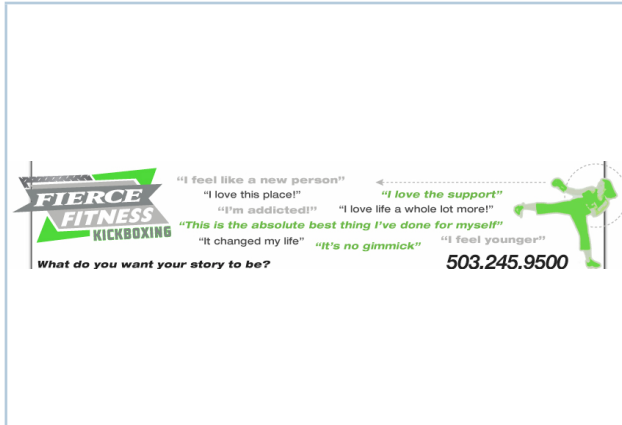 FIERCE
FITNESS
KICKBOXING
“I feel like a new person”
“I love this place!”
“I love the support”
“I’m addicted!”
“I love life a whole lot more!”
“This is the absolute best thing I’ve done for myself”
“It changed my life”
“It’s no gimmick”
“I feel younger”
What do you want your story to be?
503.245.9500